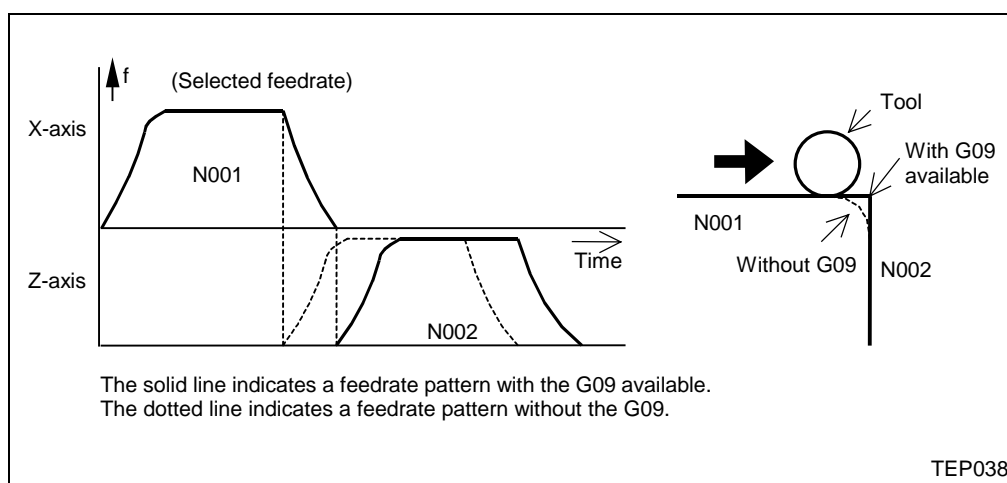 f
(Selected feedrate)
X-axis
N001
Time
Z-axis
N002
Tool
With G09
available
N001
Without G09
N002
The solid line indicates a feedrate pattern with the G09 available.
The dotted line indicates a feedrate pattern without the G09.
TEP038